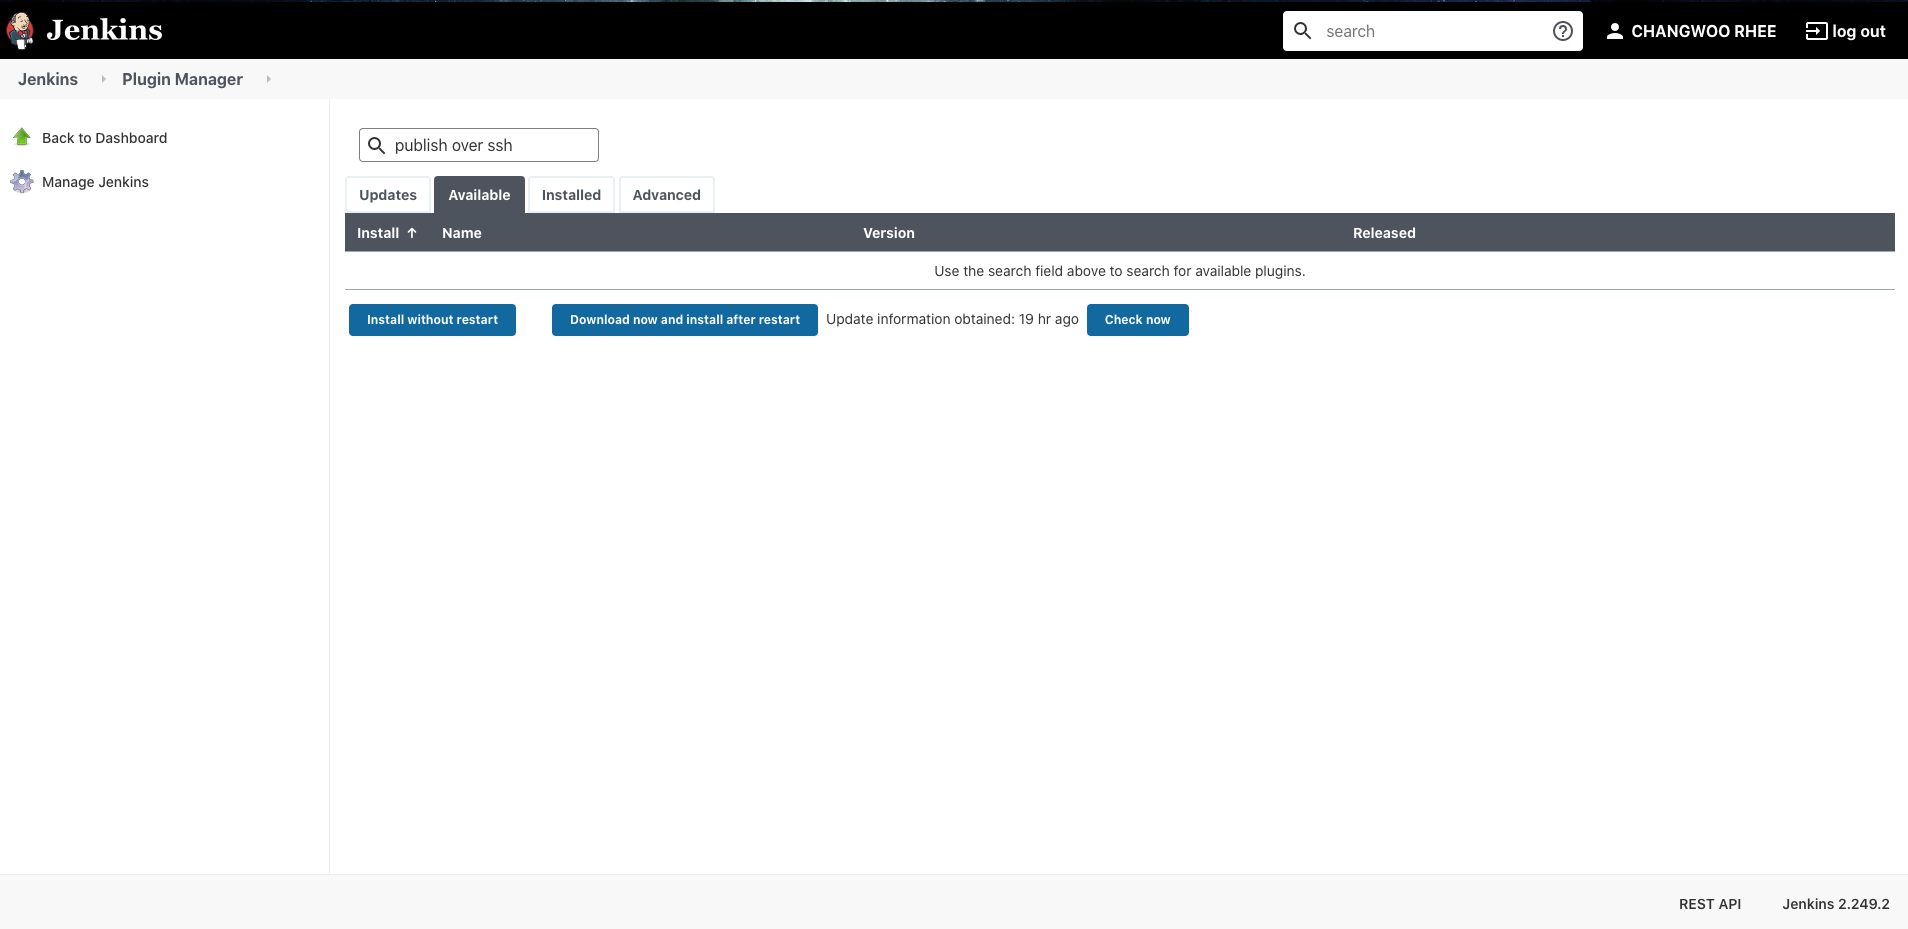 Jenkins
search
CHANGWOO RHEE
log out
Jenkins
Plugin Manager
Back to Dashboard
Manage Jenkins
publish over ssh
Updates
Available
Installed
Advanced
Install ↑ Name Version Released
Use the search field above to search for available plugins.
Install without restart
Download now and install after restart
Update information obtained: 19 hr ago
Check now
REST API
Jenkins 2.249.2